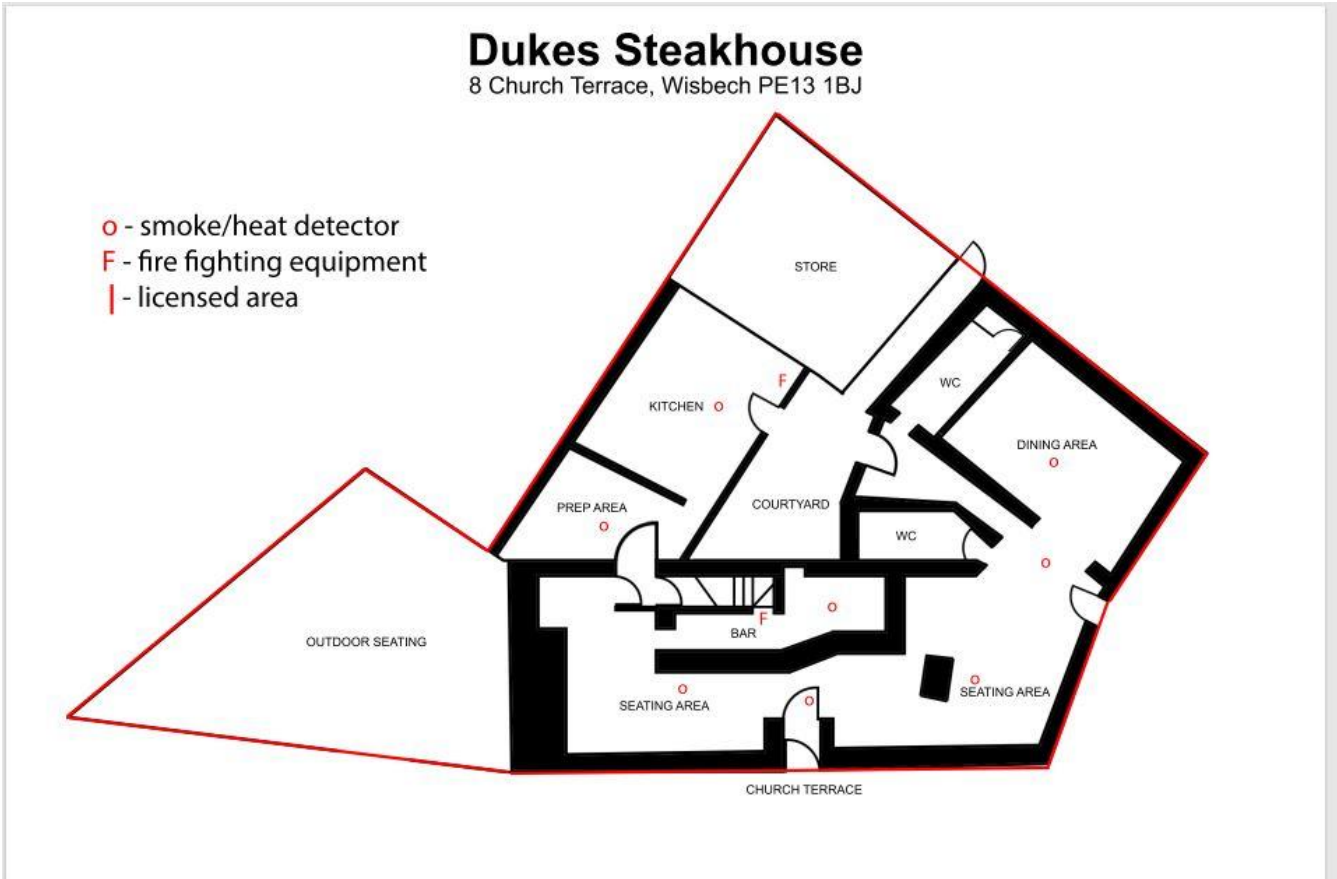 Dukes Steakhouse
8 Church Terrace, Wisbech PE13 1BJ
o - smoke/heat detector
F - fire fighting equipment
| - licensed area
STORE
WC
F
KITCHEN o
DINING AREA
o
PREP AREA
o
COURTYARD
WC
o
o
F
BAR
OUTDOOR SEATING
o
SEATING AREA
o
o
SEATING AREA
CHURCH TERRACE